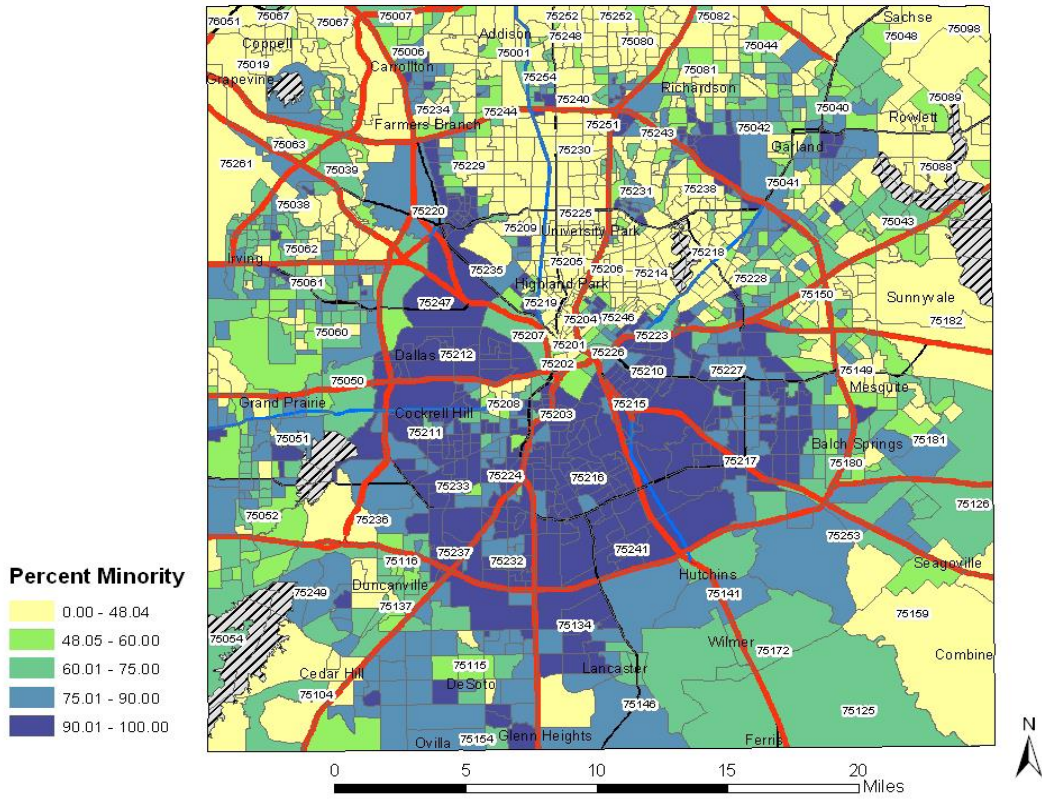 76051
75067
75067
75007
75252
75252
75082
Sachse
Coppell
Addison
75248
75048
75006
75001
75080
75044
75098
75019
Carrollton
75081
Grapevine
75254
Richardson
75089
75240
75234
75244
75040
Rowlett
Farmers Branch
75251
75243
75042
75063
75230
Garland
75261
75229
75088
75039
75231
75238
75041
75038
75220
75225
75043
75209
University Park
75062
75218
Irving
75235
75205
75206
75214
75228
75061
Highland Park
75150
75247
75219
Sunnyvale
75060
75204
75246
75182
75207
75201
75223
Dallas
75212
75226
75202
75210
75227
75149
75050
Mesquite
Grand Prairie
75208
75215
Cockrell Hill
75203
75051
75211
Balch Springs
75181
75217
75180
75224
75216
75233
75126
75052
75236
75253
75237
75241
75116
75232
Seagoville
Duncanville
Hutchins
75249
75141
75137
75159
75134
75054
Wilmer
75172
Combine
Cedar Hill
75115
Lancaster
DeSoto
75104
75146
75125
Ovilla
75154
Glenn Heights
Ferris
Percent Minority
0.00 - 48.04
48.05 - 60.00
60.01 - 75.00
75.01 - 90.00
90.01 - 100.00
N
0 5 10 15 20
Miles